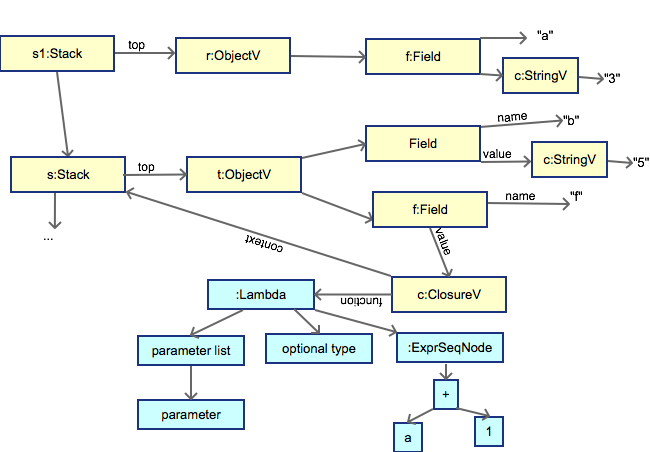 "a"
top
s1:Stack
r:ObjectV
f:Field
c:StringV
"3"
name
"b"
Field
value
c:StringV
"5"
s:Stack
top
t:ObjectV
name
"f"
f:Field
...
context
value
:Lambda
function
c:ClosureV
parameter list
optional type
:ExprSeqNode
+
parameter
a
1